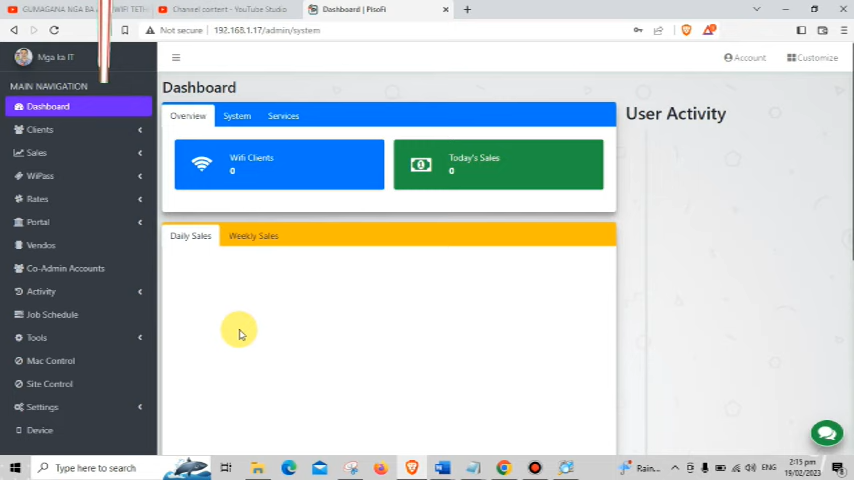 GUMAGANA NGA BA A WIFI TETH
Channel content - YouTube Studio
Dashboard | PisoFi
Not secure 192.168.1.17/admin/system
Mga ka IT
Account
Customize
MAIN NAVIGATION
Dashboard
Clients
Sales
WiPass
Rates
Portal
Vendos
Co-Admin Accounts
Activity
Job Schedule
Tools
Mac Control
Site Control
Settings
Device
Dashboard
Overview System Services
Wifi Clients
0
Today's Sales
0
User Activity
Daily Sales Weekly Sales
Type here to search
Rain...
ENG
2:15 pm
19/02/2023